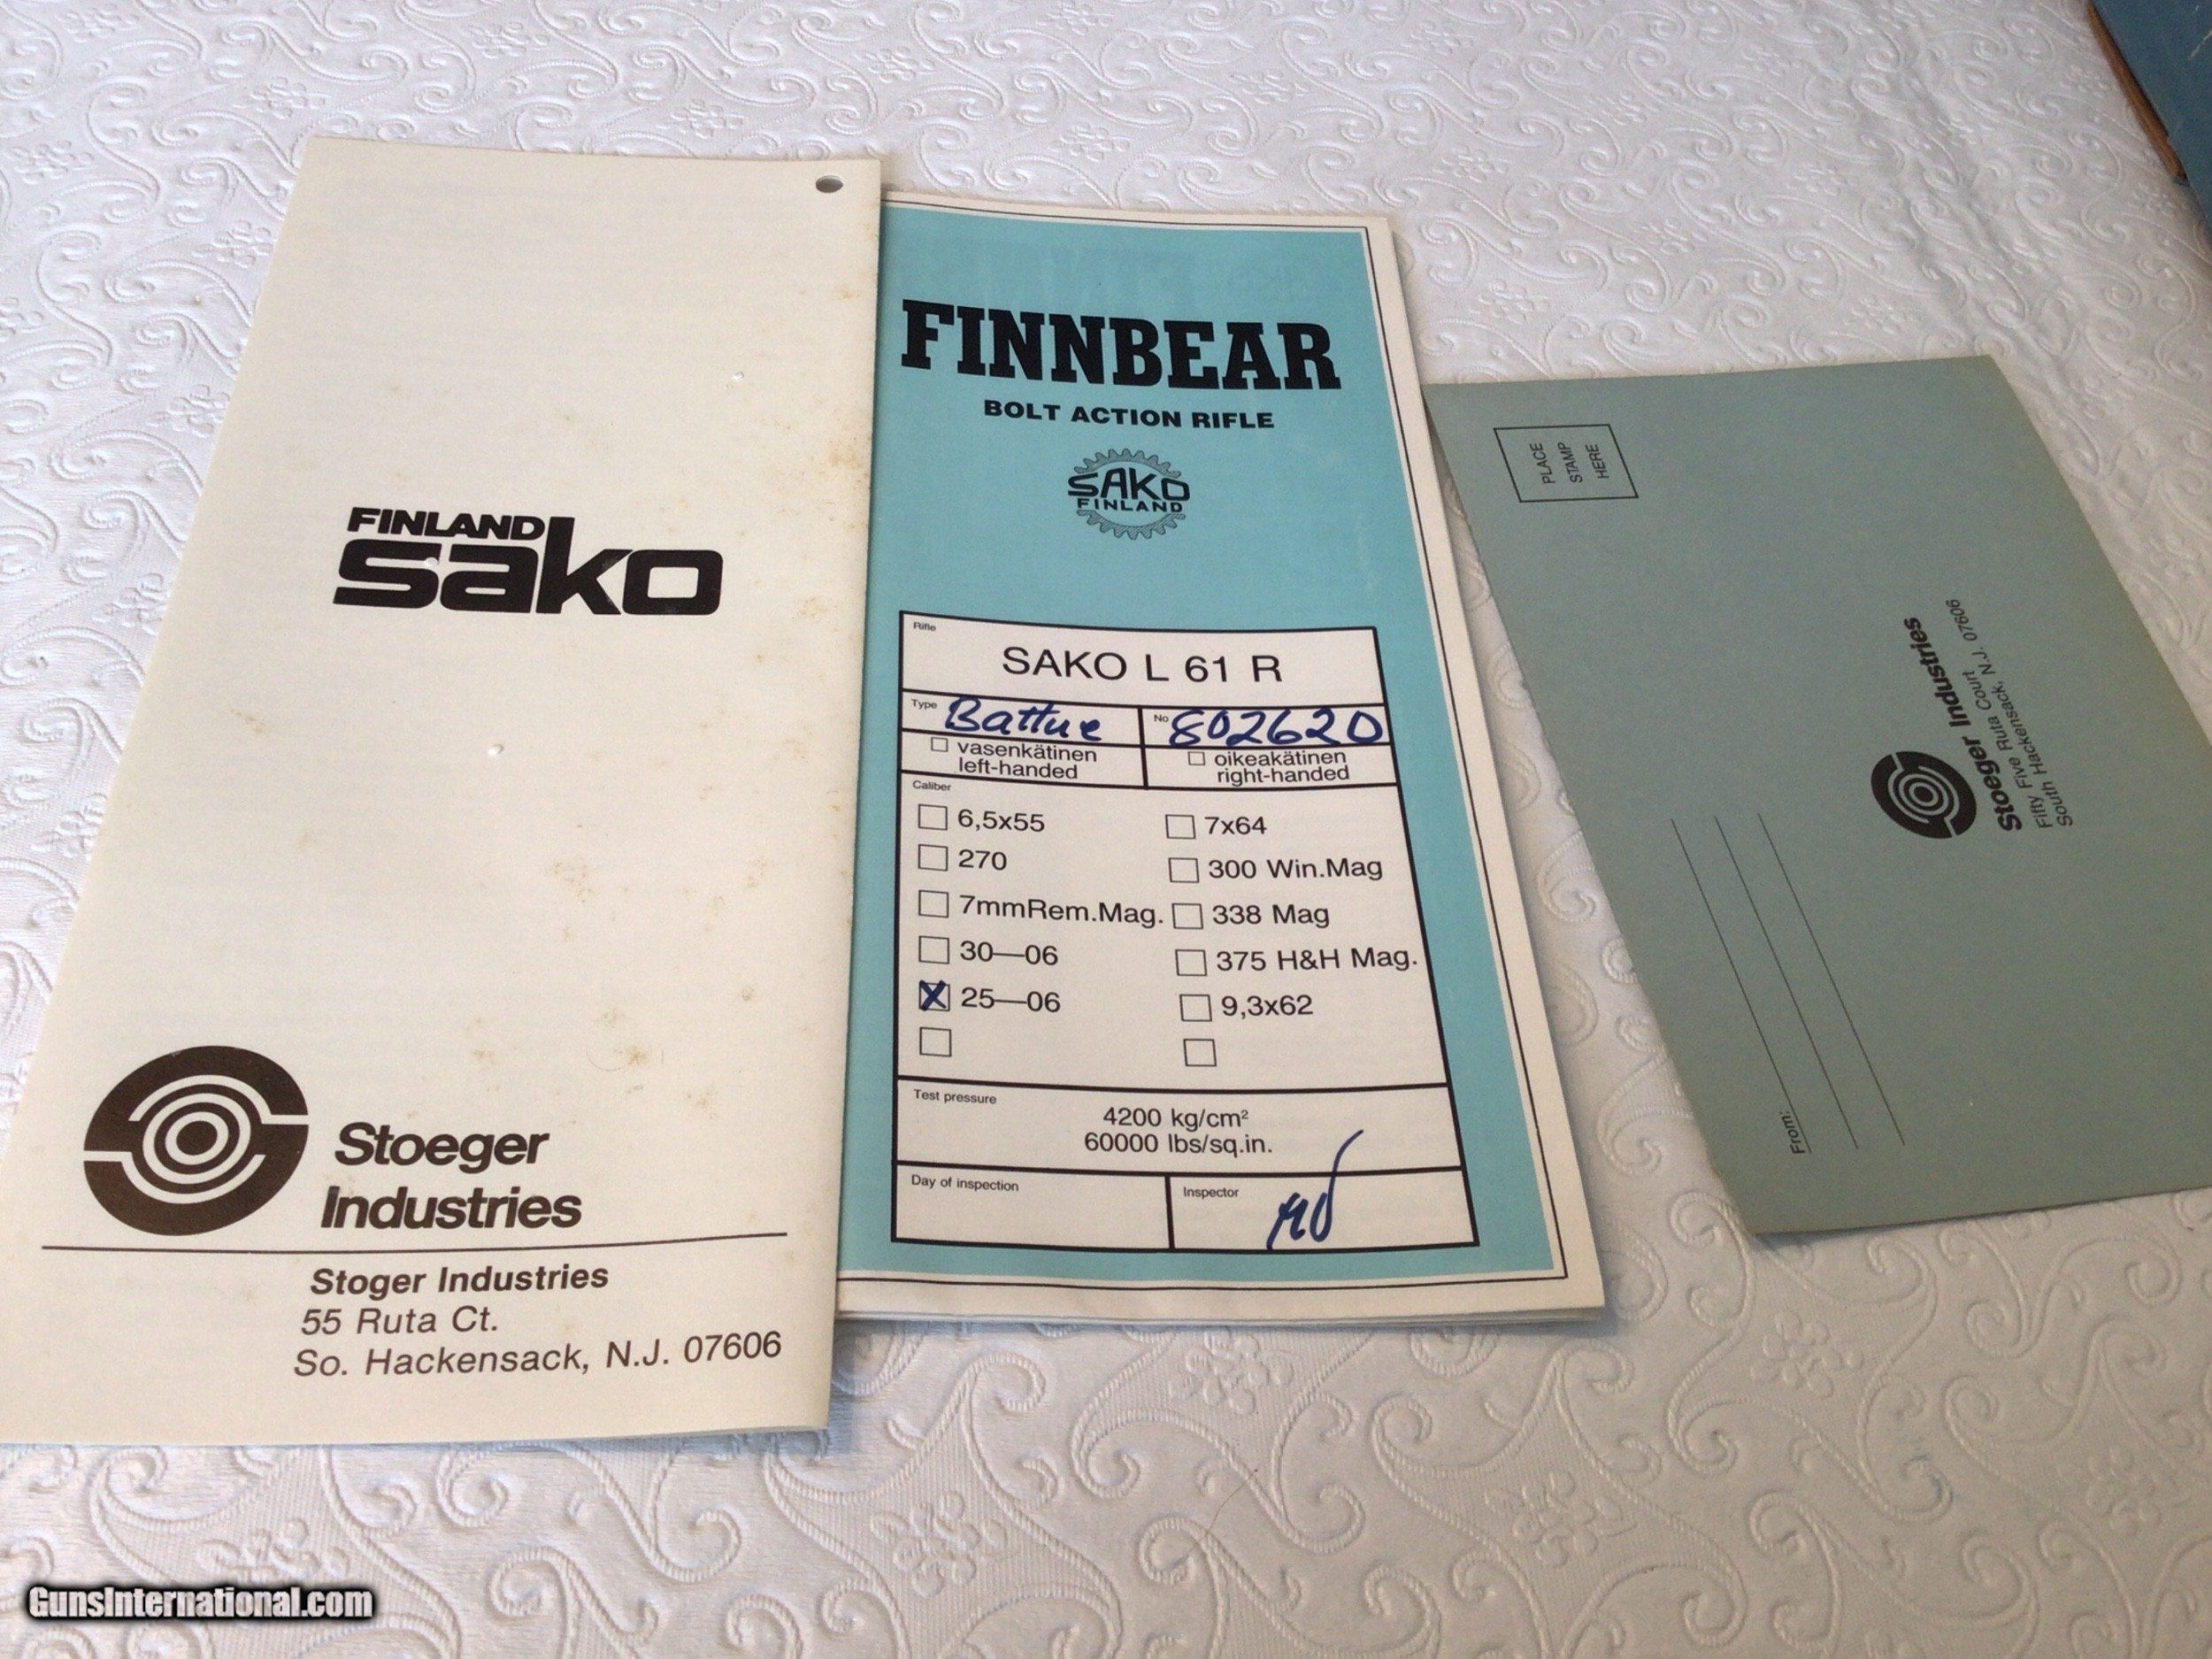 FINLAND
sako
Stoeger
Industries
Stoger Industries
55 Ruta Ct.
So. Hackensack, N.J. 07606
FINNBEAR
BOLT ACTION RIFLE
SAKO
FINLAND
Rifle
SAKO L 61 R
Type Battue No 802620
vasenkätinen oikeakätinen
left-handed right-handed
Caliber
6,5x55 7x64
270 300 Win.Mag
7mmRem.Mag. 338 Mag
30—06 375 H&H Mag.
X 25—06 9,3x62
Test pressure
4200 kg/cm²
60000 lbs/sq.in.
Day of inspection Inspector
PLACE
STAMP
HERE
Stoeger Industries
Fifty Five Ruta Court
South Hackensack, N.J. 07606
From:
GunsInternational.com